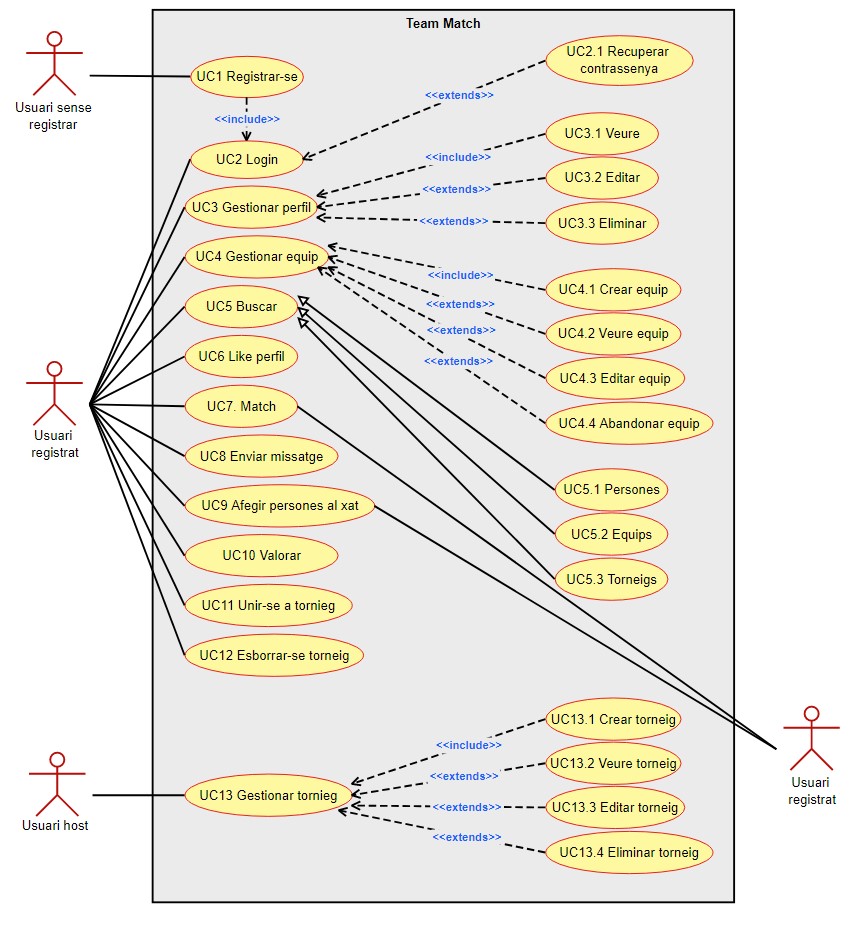 Team Match
Usuari sense
registrar
UC1 Registrar-se
<<include>>
UC2 Login
UC2.1 Recuperar
contrassenya
<<extends>>
UC3 Gestionar perfil
UC3.1 Veure
<<include>>
UC3.2 Editar
<<extends>>
UC3.3 Eliminar
<<extends>>
UC4 Gestionar equip
UC4.1 Crear equip
<<include>>
UC4.2 Veure equip
<<extends>>
UC4.3 Editar equip
<<extends>>
UC4.4 Abandonar equip
<<extends>>
UC5 Buscar
UC6 Like perfil
UC7. Match
UC8 Enviar missatge
UC9 Afegir persones al xat
UC10 Valorar
UC11 Unir-se a tornieg
UC12 Esborrar-se torneig
Usuari
registrat
UC5.1 Persones
UC5.2 Equips
UC5.3 Torneigs
Usuari host
UC13 Gestionar tornieg
UC13.1 Crear torneig
<<include>>
UC13.2 Veure torneig
<<extends>>
UC13.3 Editar torneig
<<extends>>
UC13.4 Eliminar torneig
<<extends>>
Usuari
registrat